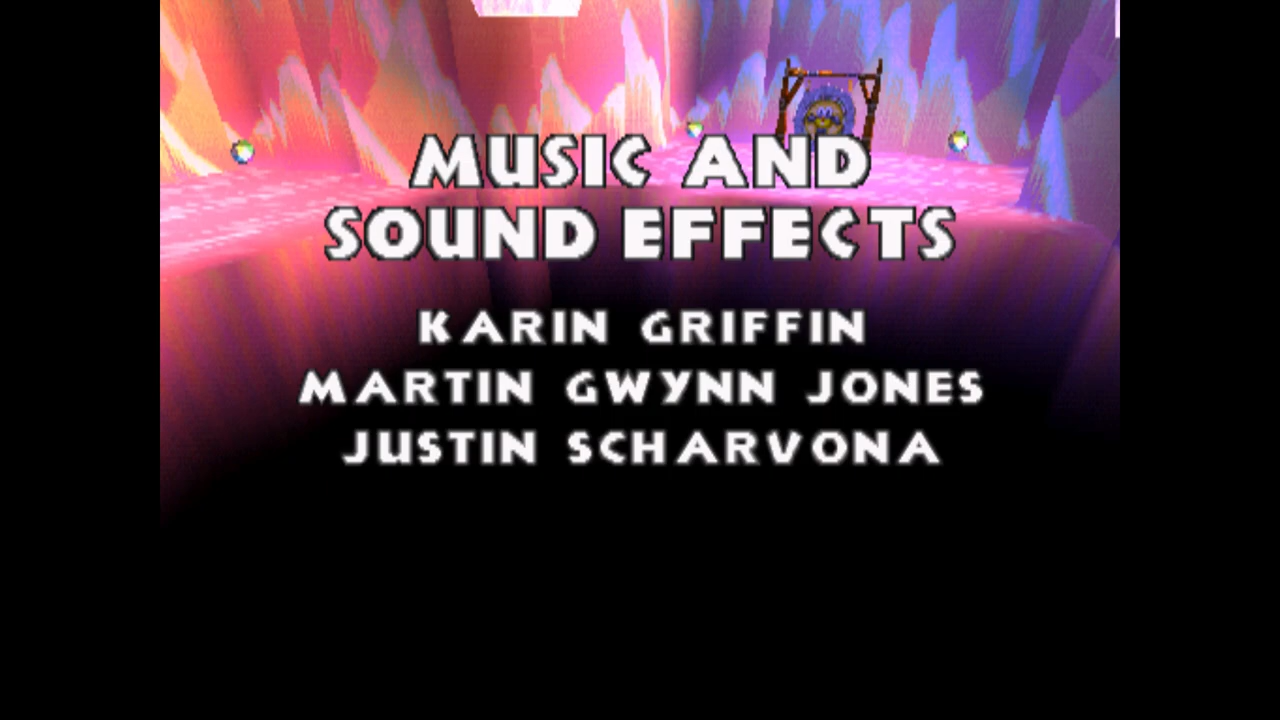 MUSIC AND
SOUND EFFECTS
KARIN GRIFFIN
MARTIN GWYNN JONES
JUSTIN SCHARVONA